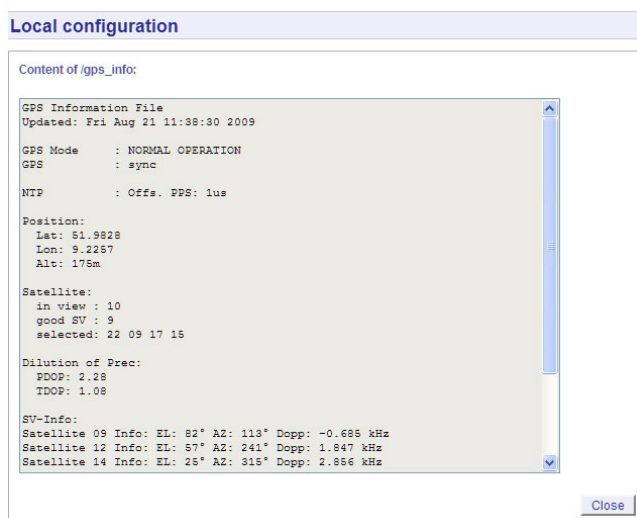 Local configuration
Content of /gps_info:
GPS Information File
Updated: Fri Aug 21 11:38:30 2009
GPS Mode : NORMAL OPERATION
GPS : sync
NTP : Offs. PPS: 1us
Position:
Lat: 51.9828
Lon: 9.2257
Alt: 175m
Satellite:
in view : 10
good SV : 9
selected: 22 09 17 15
Dilution of Prec:
PDOP: 2.28
TDOP: 1.08
SV-Info:
Satellite 09 Info: EL: 82° AZ: 113° Dopp: -0.685 kHz
Satellite 12 Info: EL: 57° AZ: 241° Dopp: 1.847 kHz
Satellite 14 Info: EL: 25° AZ: 315° Dopp: 2.856 kHz
Close